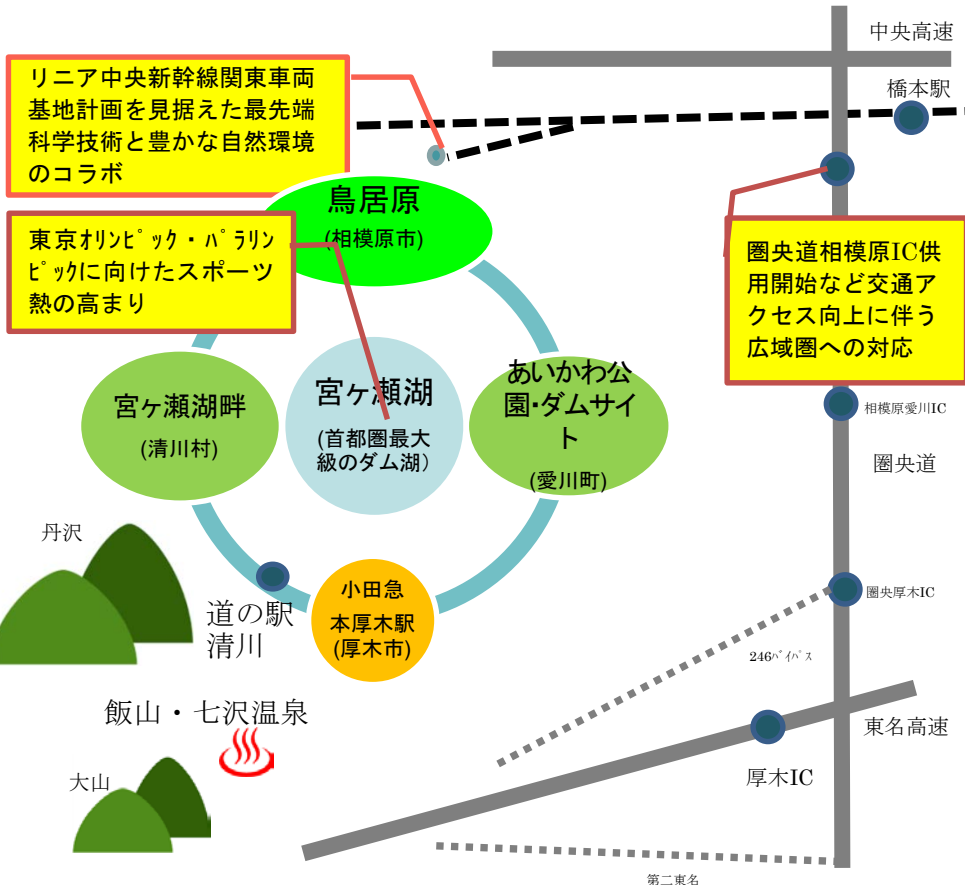 中央高速
リニア中央新幹線関東車両
基地計画を見据えた最先端
科学技術と豊かな自然環境
のコラボ
橋本駅
鳥居原
(相模原市)
東京ｵﾘﾝﾋﾟｯｸ・ﾊﾟﾗﾘﾝ
ﾋﾟｯｸに向けたスポーツ
熱の高まり
圏央道相模原IC供
用開始など交通ア
クセス向上に伴う
広域圏への対応
宮ヶ瀬湖畔
(清川村)
宮ヶ瀬湖
(首都圏最大
級のダム湖）
あいかわ公
園・ダムサイ
ト
(愛川町)
相模原愛川IC
圏央道
丹沢
道の駅
清川
小田急
本厚木駅
(厚木市)
圏央厚木IC
246ﾊﾞｲﾊﾟｽ
飯山・七沢温泉
東名高速
厚木IC
大山
第二東名